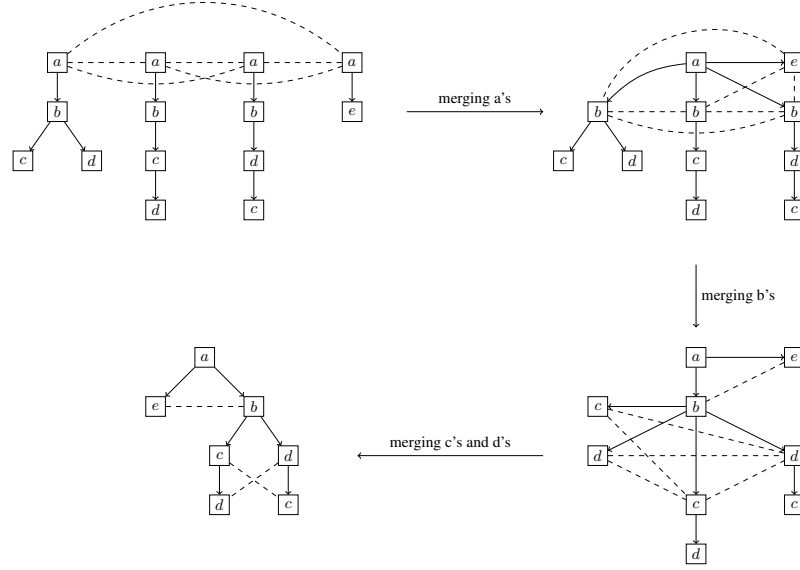 a a a a
b b b e
c d c d
d c
merging a's
a e
b b b
c d c d
d c
merging b's
a e
c b
d d
c c
d
merging c's and d's
a
e b
c d
d c